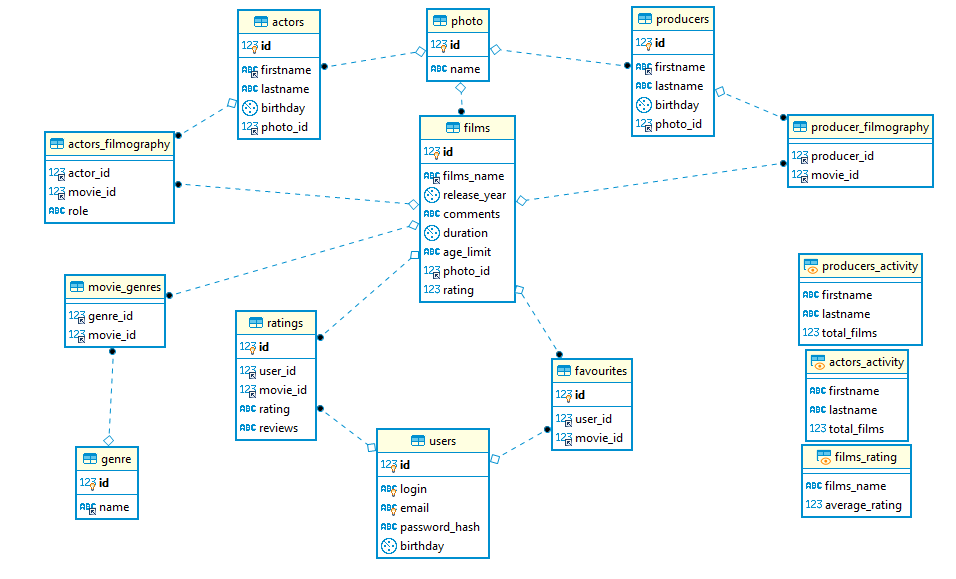 actors
123 id
ABC firstname
ABC lastname
birthday
123 photo_id
photo
123 id
ABC name
producers
123 id
ABC firstname
ABC lastname
birthday
123 photo_id
actors_filmography
123 actor_id
123 movie_id
ABC role
films
123 id
ABC films_name
release_year
ABC comments
duration
ABC age_limit
123 photo_id
123 rating
producer_filmography
123 producer_id
123 movie_id
movie_genres
123 genre_id
123 movie_id
ratings
123 id
123 user_id
123 movie_id
ABC rating
ABC reviews
favourites
123 id
123 user_id
123 movie_id
producers_activity
ABC firstname
ABC lastname
123 total_films
actors_activity
ABC firstname
ABC lastname
123 total_films
genre
123 id
ABC name
users
123 id
ABC login
ABC email
ABC password_hash
birthday
films_rating
ABC films_name
123 average_rating